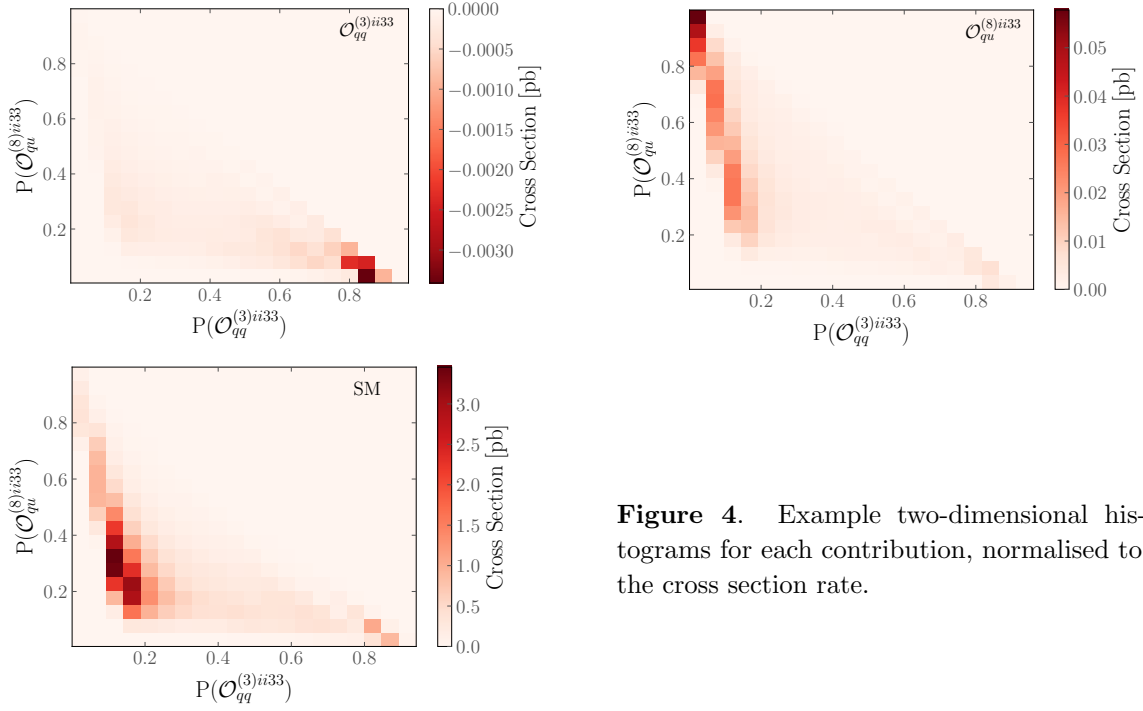 $\mathcal{O}_{qq}^{(3)ii33}$
P($\mathcal{O}_{qu}^{(8)ii33}$)
0.8
0.6
0.4
0.2
0.2 0.4 0.6 0.8
P($\mathcal{O}_{qq}^{(3)ii33}$)
0.0000
−0.0005
−0.0010
−0.0015
−0.0020
−0.0025
−0.0030
Cross Section [pb]
$\mathcal{O}_{qu}^{(8)ii33}$
P($\mathcal{O}_{qu}^{(8)ii33}$)
0.8
0.6
0.4
0.2
0.2 0.4 0.6 0.8
P($\mathcal{O}_{qq}^{(3)ii33}$)
0.05
0.04
0.03
0.02
0.01
0.00
Cross Section [pb]
SM
P($\mathcal{O}_{qu}^{(8)ii33}$)
0.8
0.6
0.4
0.2
0.2 0.4 0.6 0.8
P($\mathcal{O}_{qq}^{(3)ii33}$)
3.0
2.5
2.0
1.5
1.0
0.5
0.0
Cross Section [pb]
Figure 4. Example two-dimensional his-
tograms for each contribution, normalised to
the cross section rate.